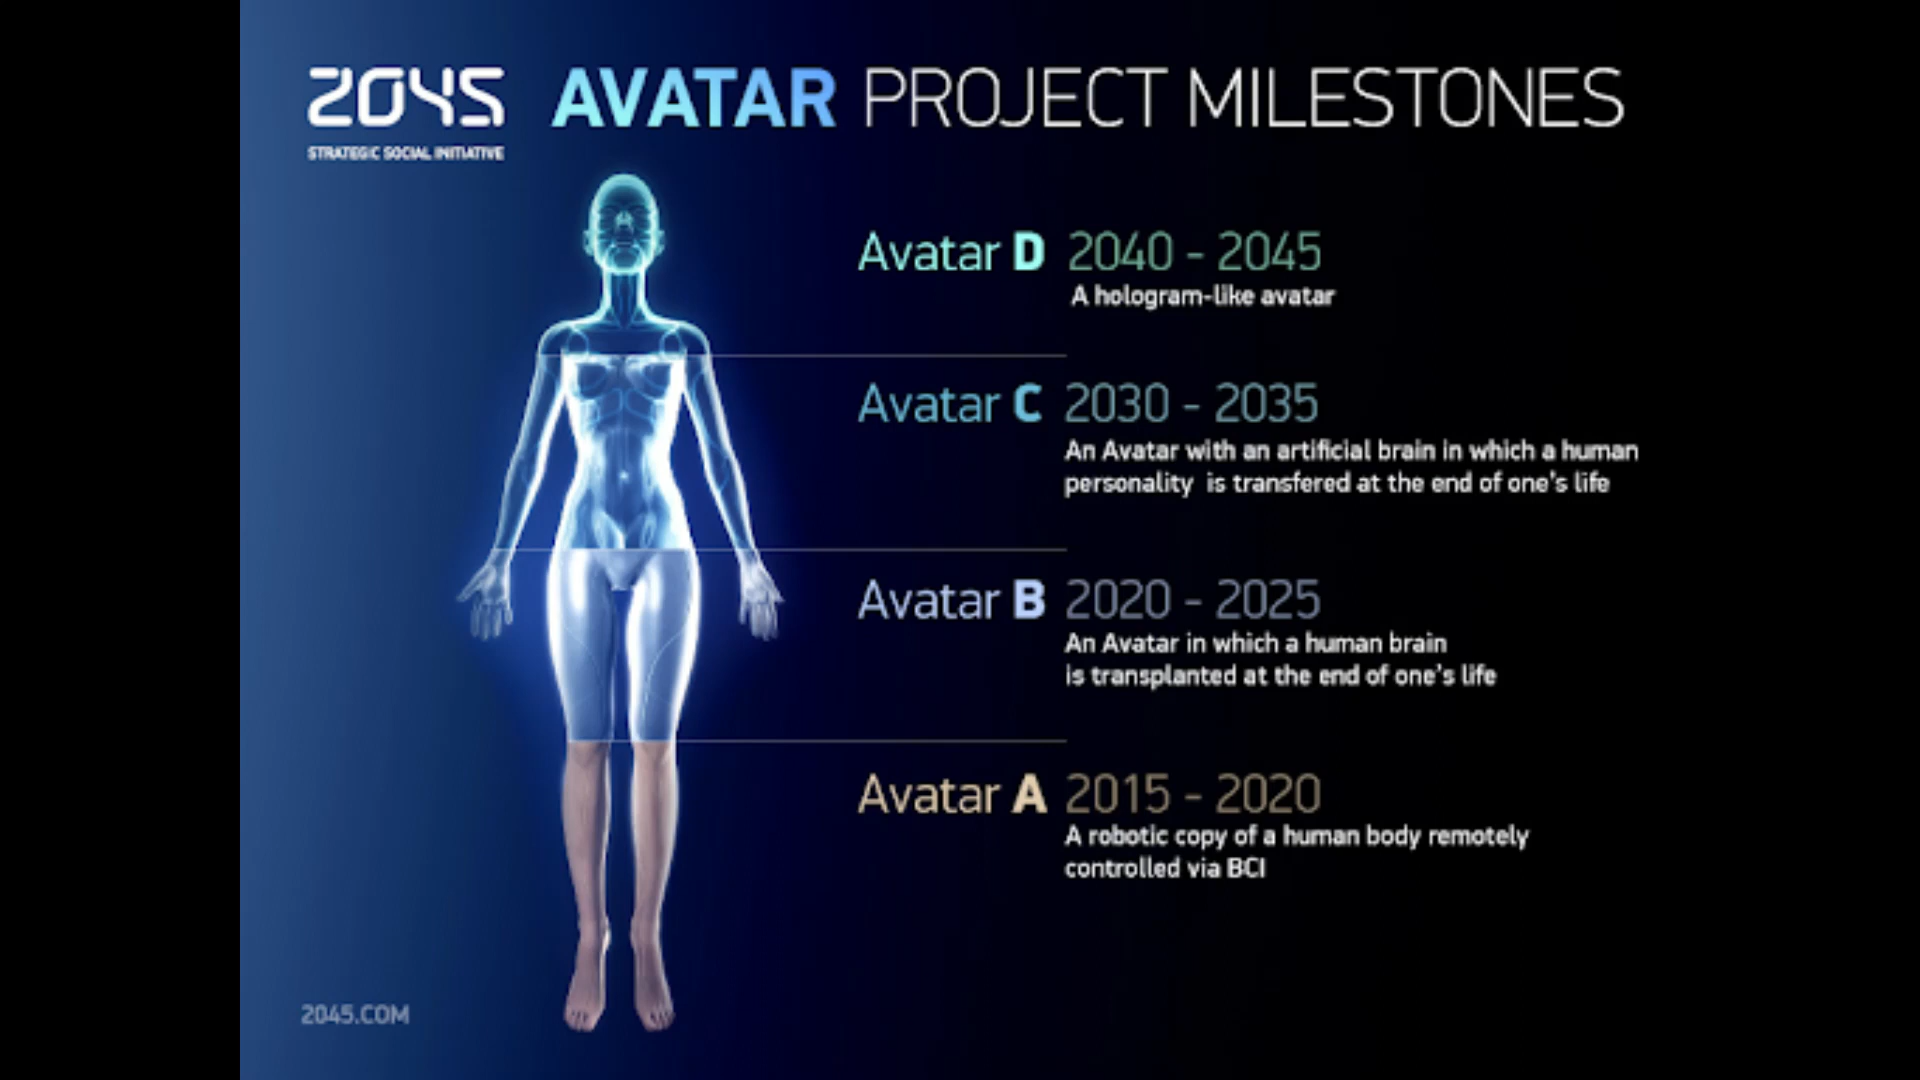 2045 AVATAR PROJECT MILESTONES
STRATEGIC SOCIAL INITIATIVE
Avatar D 2040 - 2045
A hologram-like avatar
Avatar C 2030 - 2035
An Avatar with an artificial brain in which a human
personality is transfered at the end of one's life
Avatar B 2020 - 2025
An Avatar in which a human brain
is transplanted at the end of one's life
Avatar A 2015 - 2020
A robotic copy of a human body remotely
controlled via BCI
2045.COM